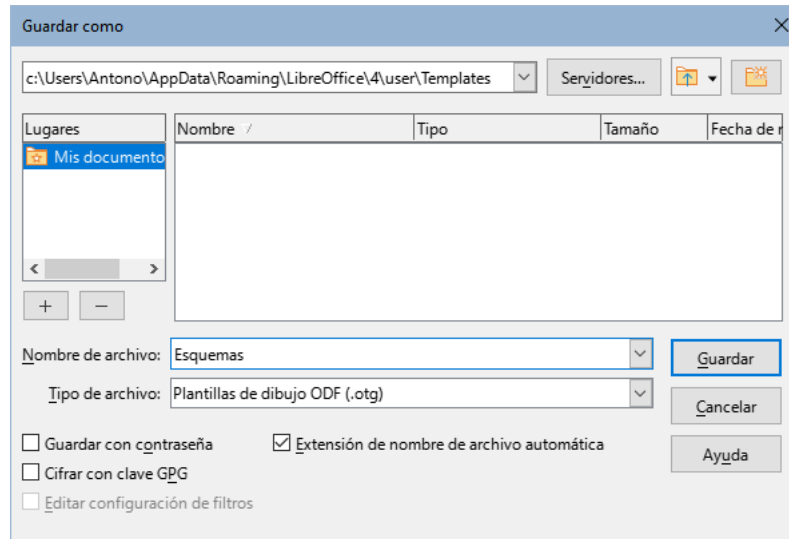 Guardar como
c:\Users\Antono\AppData\Roaming\LibreOffice\4\user\Templates
Servidores...
Lugares
Nombre
Tipo
Tamaño
Fecha de
Mis documento
Nombre de archivo: Esquemas
Guardar
Tipo de archivo: Plantillas de dibujo ODF (.otg)
Cancelar
Guardar con contraseña
Extensión de nombre de archivo automática
Ayuda
Cifrar con clave GPG
Editar configuración de filtros